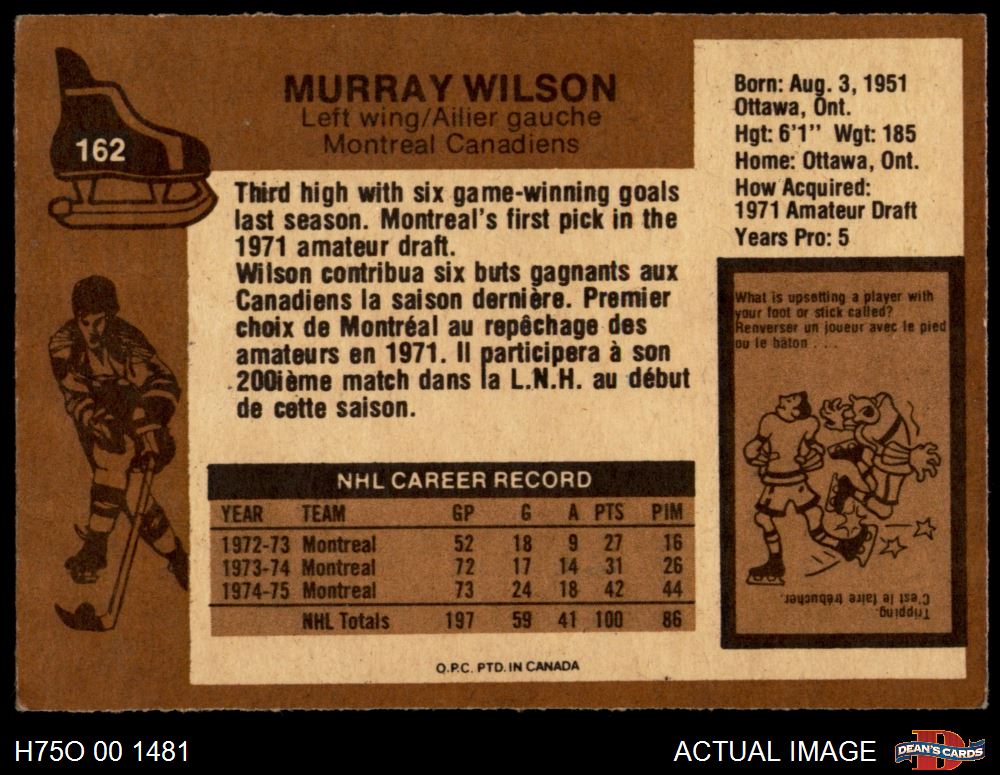 162
MURRAY WILSON
Left wing/Ailier gauche
Montreal Canadiens
Born: Aug. 3, 1951
Ottawa, Ont.
Hgt: 6'1" Wgt: 185
Home: Ottawa, Ont.
How Acquired:
1971 Amateur Draft
Years Pro: 5
Third high with six game-winning goals
last season. Montreal's first pick in the
1971 amateur draft.
Wilson contribua six buts gagnants aux
Canadiens la saison dernière. Premier
choix de Montréal au repêchage des
amateurs en 1971. Il participera à son
200ième match dans la L.N.H. au début
de cette saison.
What is upsetting a player with
your foot or stick called?
Renverser un joueur avec le pied
ou le bâton . . .
Tripping.
C'est le faire trébucher.
NHL CAREER RECORD
YEAR TEAM GP G A PTS PIM
1972-73 Montreal 52 18 9 27 16
1973-74 Montreal 72 17 14 31 26
1974-75 Montreal 73 24 18 42 44
NHL Totals 197 59 41 100 86
O.P.C. PTD. IN CANADA
H75O 00 1481
ACTUAL IMAGE
D
DEAN'S CARDS